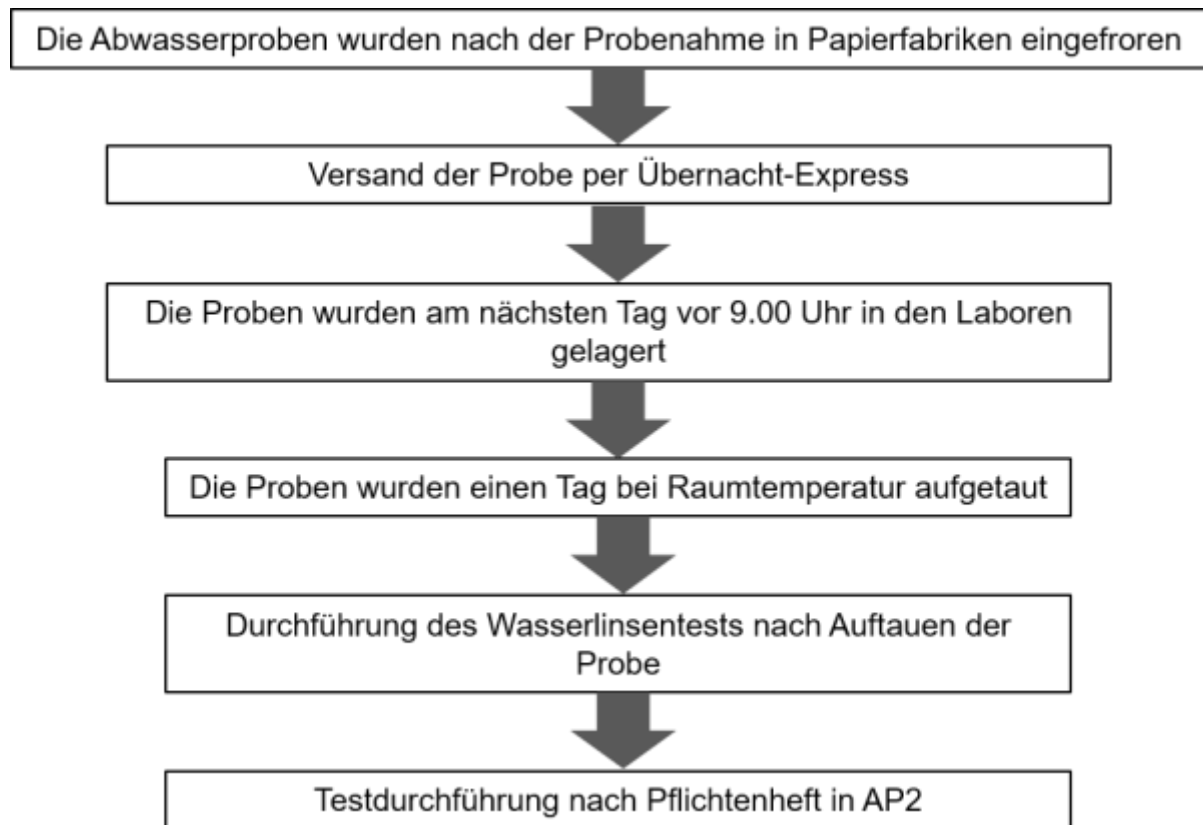 Die Abwasserproben wurden nach der Probenahme in Papierfabriken eingefroren
Versand der Probe per Übernacht-Express
Die Proben wurden am nächsten Tag vor 9.00 Uhr in den Laboren
gelagert
Die Proben wurden einen Tag bei Raumtemperatur aufgetaut
Durchführung des Wasserlinsentests nach Auftauen der
Probe
Testdurchführung nach Pflichtenheft in AP2